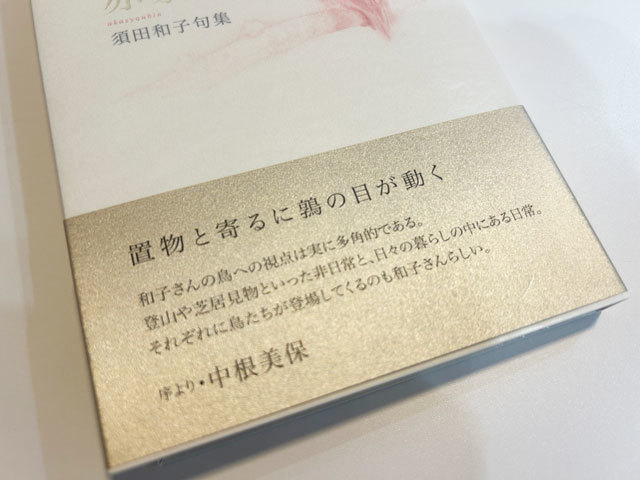 akasyoubin
須田和子句集
置物と寄るに鶉の目が動く
和子さんの鳥への視点は実に多角的である。
登山や芝居見物といった非日常と、日々の暮らしの中にある日常。
それぞれに鳥たちが登場してくるのも和子さんらしい。
序より・中根美保